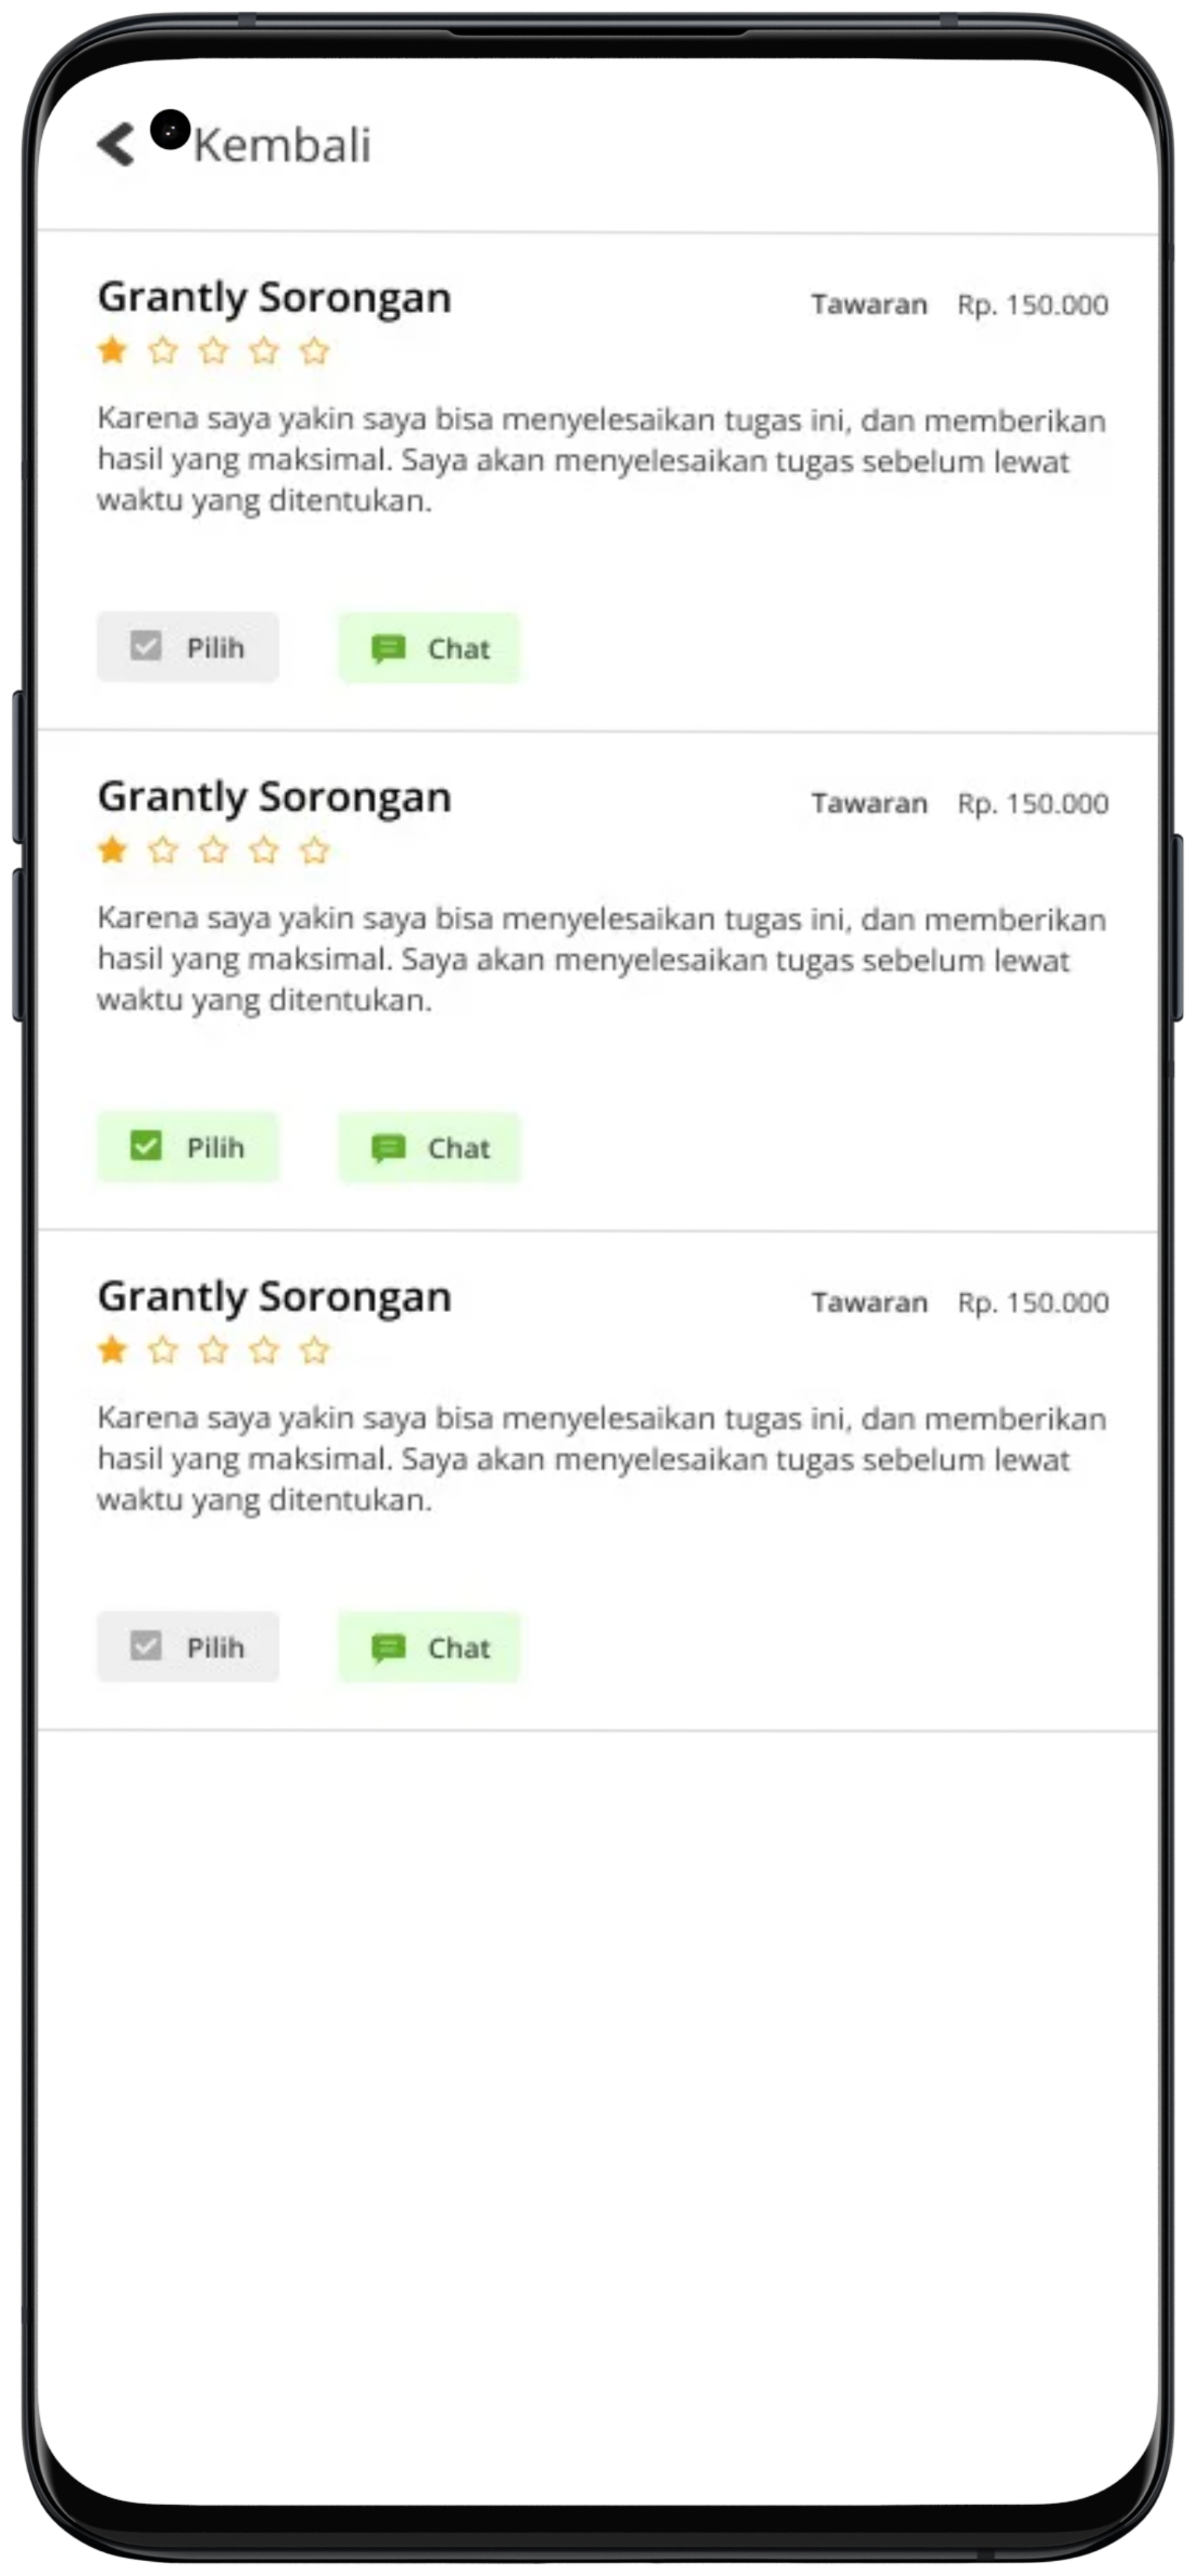 Kembali
Grantly Sorongan
Tawaran Rp. 150.000
Karena saya yakin saya bisa menyelesaikan tugas ini, dan memberikan
hasil yang maksimal. Saya akan menyelesaikan tugas sebelum lewat
waktu yang ditentukan.
Pilih Chat
Grantly Sorongan
Tawaran Rp. 150.000
Karena saya yakin saya bisa menyelesaikan tugas ini, dan memberikan
hasil yang maksimal. Saya akan menyelesaikan tugas sebelum lewat
waktu yang ditentukan.
Pilih Chat
Grantly Sorongan
Tawaran Rp. 150.000
Karena saya yakin saya bisa menyelesaikan tugas ini, dan memberikan
hasil yang maksimal. Saya akan menyelesaikan tugas sebelum lewat
waktu yang ditentukan.
Pilih Chat